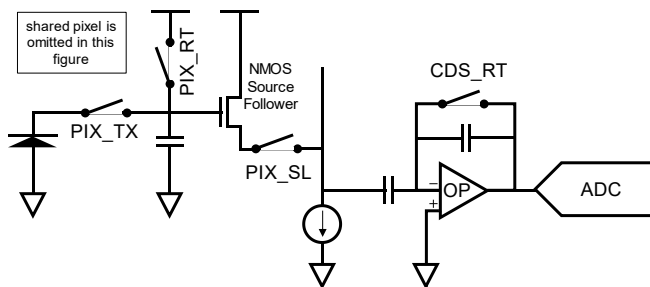 shared pixel is
omitted in this
figure
PIX_RT
NMOS
Source
Follower
CDS_RT
PIX_TX
PIX_SL
−
OP
+
ADC